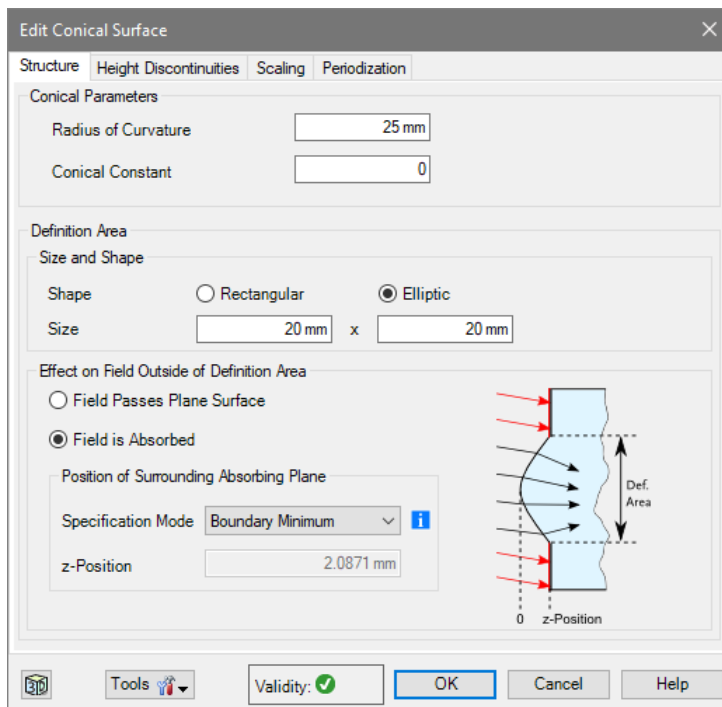 Edit Conical Surface
Structure Height Discontinuities Scaling Periodization
Conical Parameters
Radius of Curvature 25 mm
Conical Constant 0
Definition Area
Size and Shape
Shape Rectangular Elliptic
Size 20 mm x 20 mm
Effect on Field Outside of Definition Area
Field Passes Plane Surface
Field is Absorbed
Position of Surrounding Absorbing Plane
Specification Mode Boundary Minimum i
z-Position 2.0871 mm
Def.
Area
0 z-Position
3D Tools Validity: OK Cancel Help